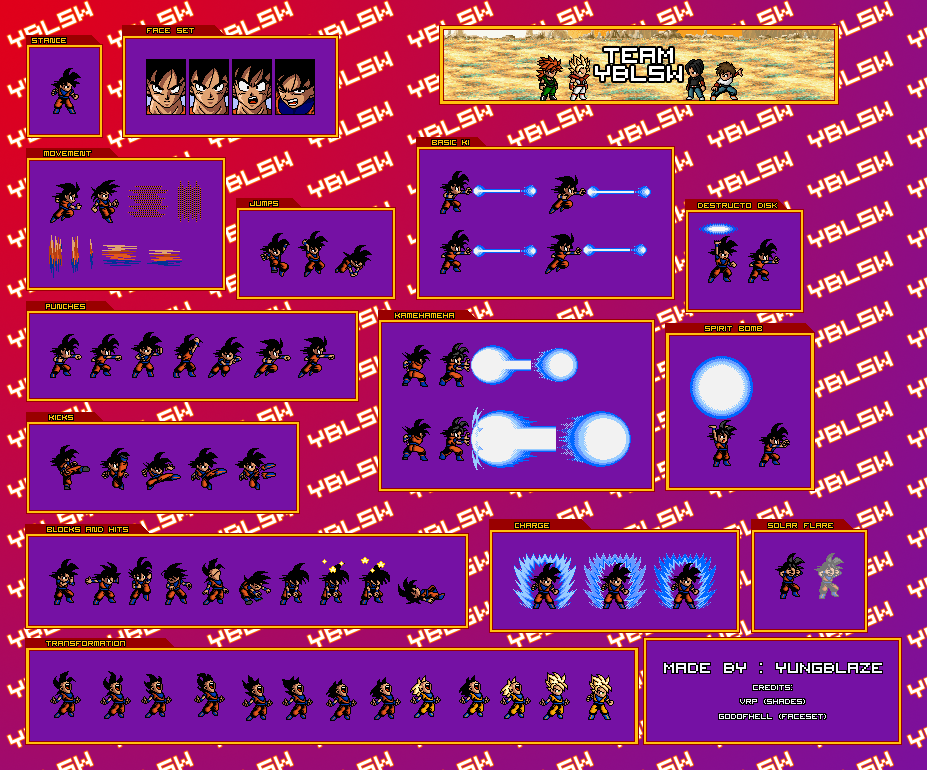 STANCE
FACE SET
TEAM
YBLSW
MOVEMENT
JUMPS
BASIC KI
DESTRUCTO DISK
PUNCHES
KAMEHAMEHA
SPIRIT BOMB
KICKS
BLOCKS AND HITS
CHARGE
SOLAR FLARE
TRANSFORMATION
MADE BY : YUNGBLAZE
CREDITS:
VRP (SHADES)
GODOFHELL (FACESET)
YBLSW